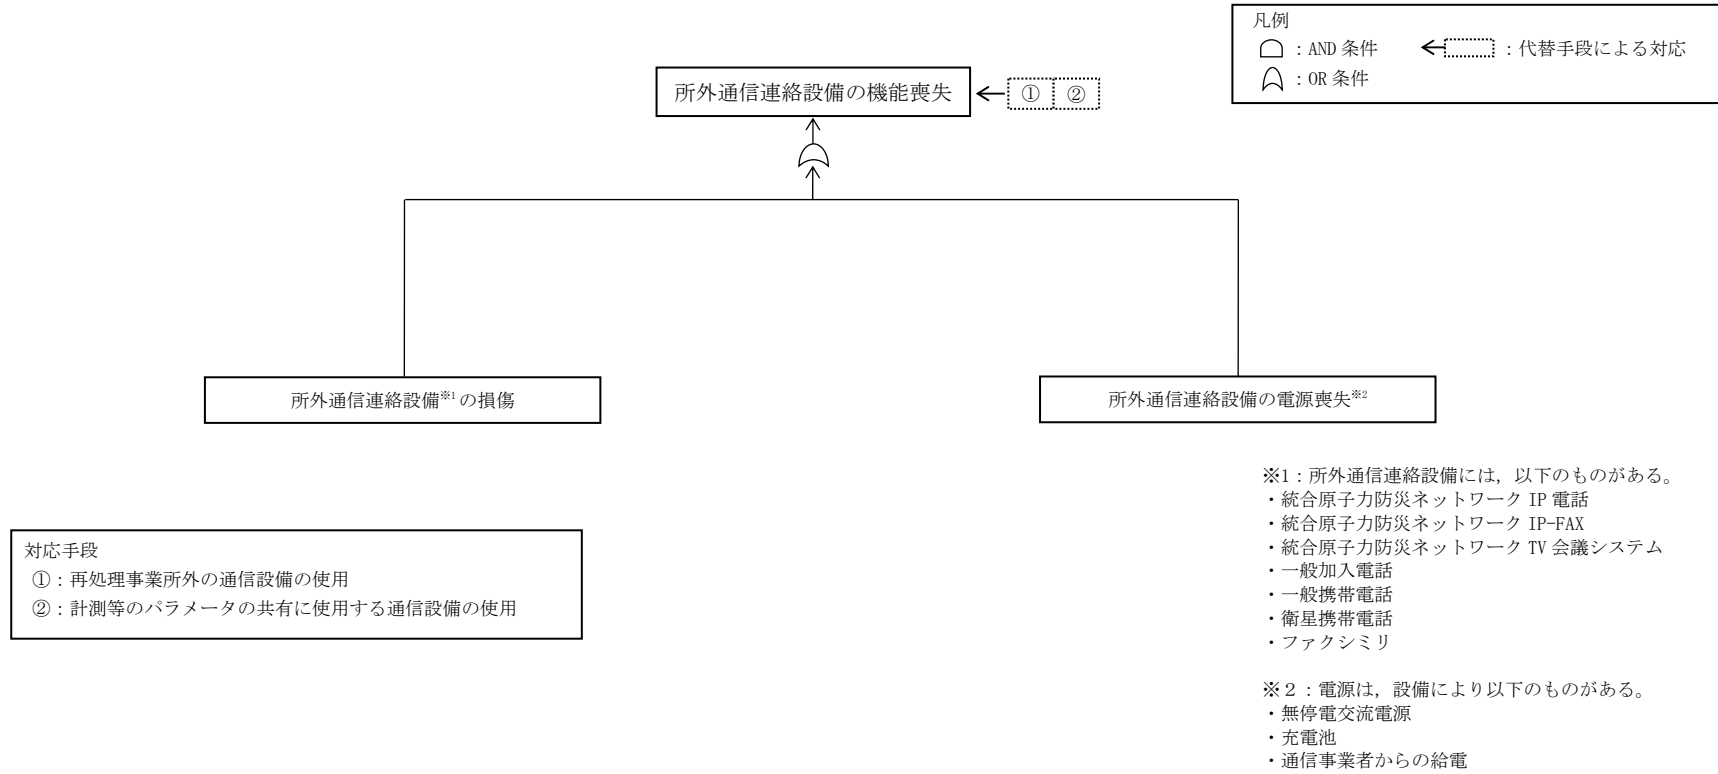 凡例
：AND 条件
：代替手段による対応
：OR 条件
所外通信連絡設備の機能喪失
① ②
所外通信連絡設備※1の損傷
所外通信連絡設備の電源喪失※2
※1：所外通信連絡設備には，以下のものがある。
・統合原子力防災ネットワーク IP 電話
・統合原子力防災ネットワーク IP-FAX
・統合原子力防災ネットワーク TV 会議システム
・一般加入電話
・一般携帯電話
・衛星携帯電話
・ファクシミリ
※２：電源は，設備により以下のものがある。
・無停電交流電源
・充電池
・通信事業者からの給電
対応手段
①：再処理事業所外の通信設備の使用
②：計測等のパラメータの共有に使用する通信設備の使用